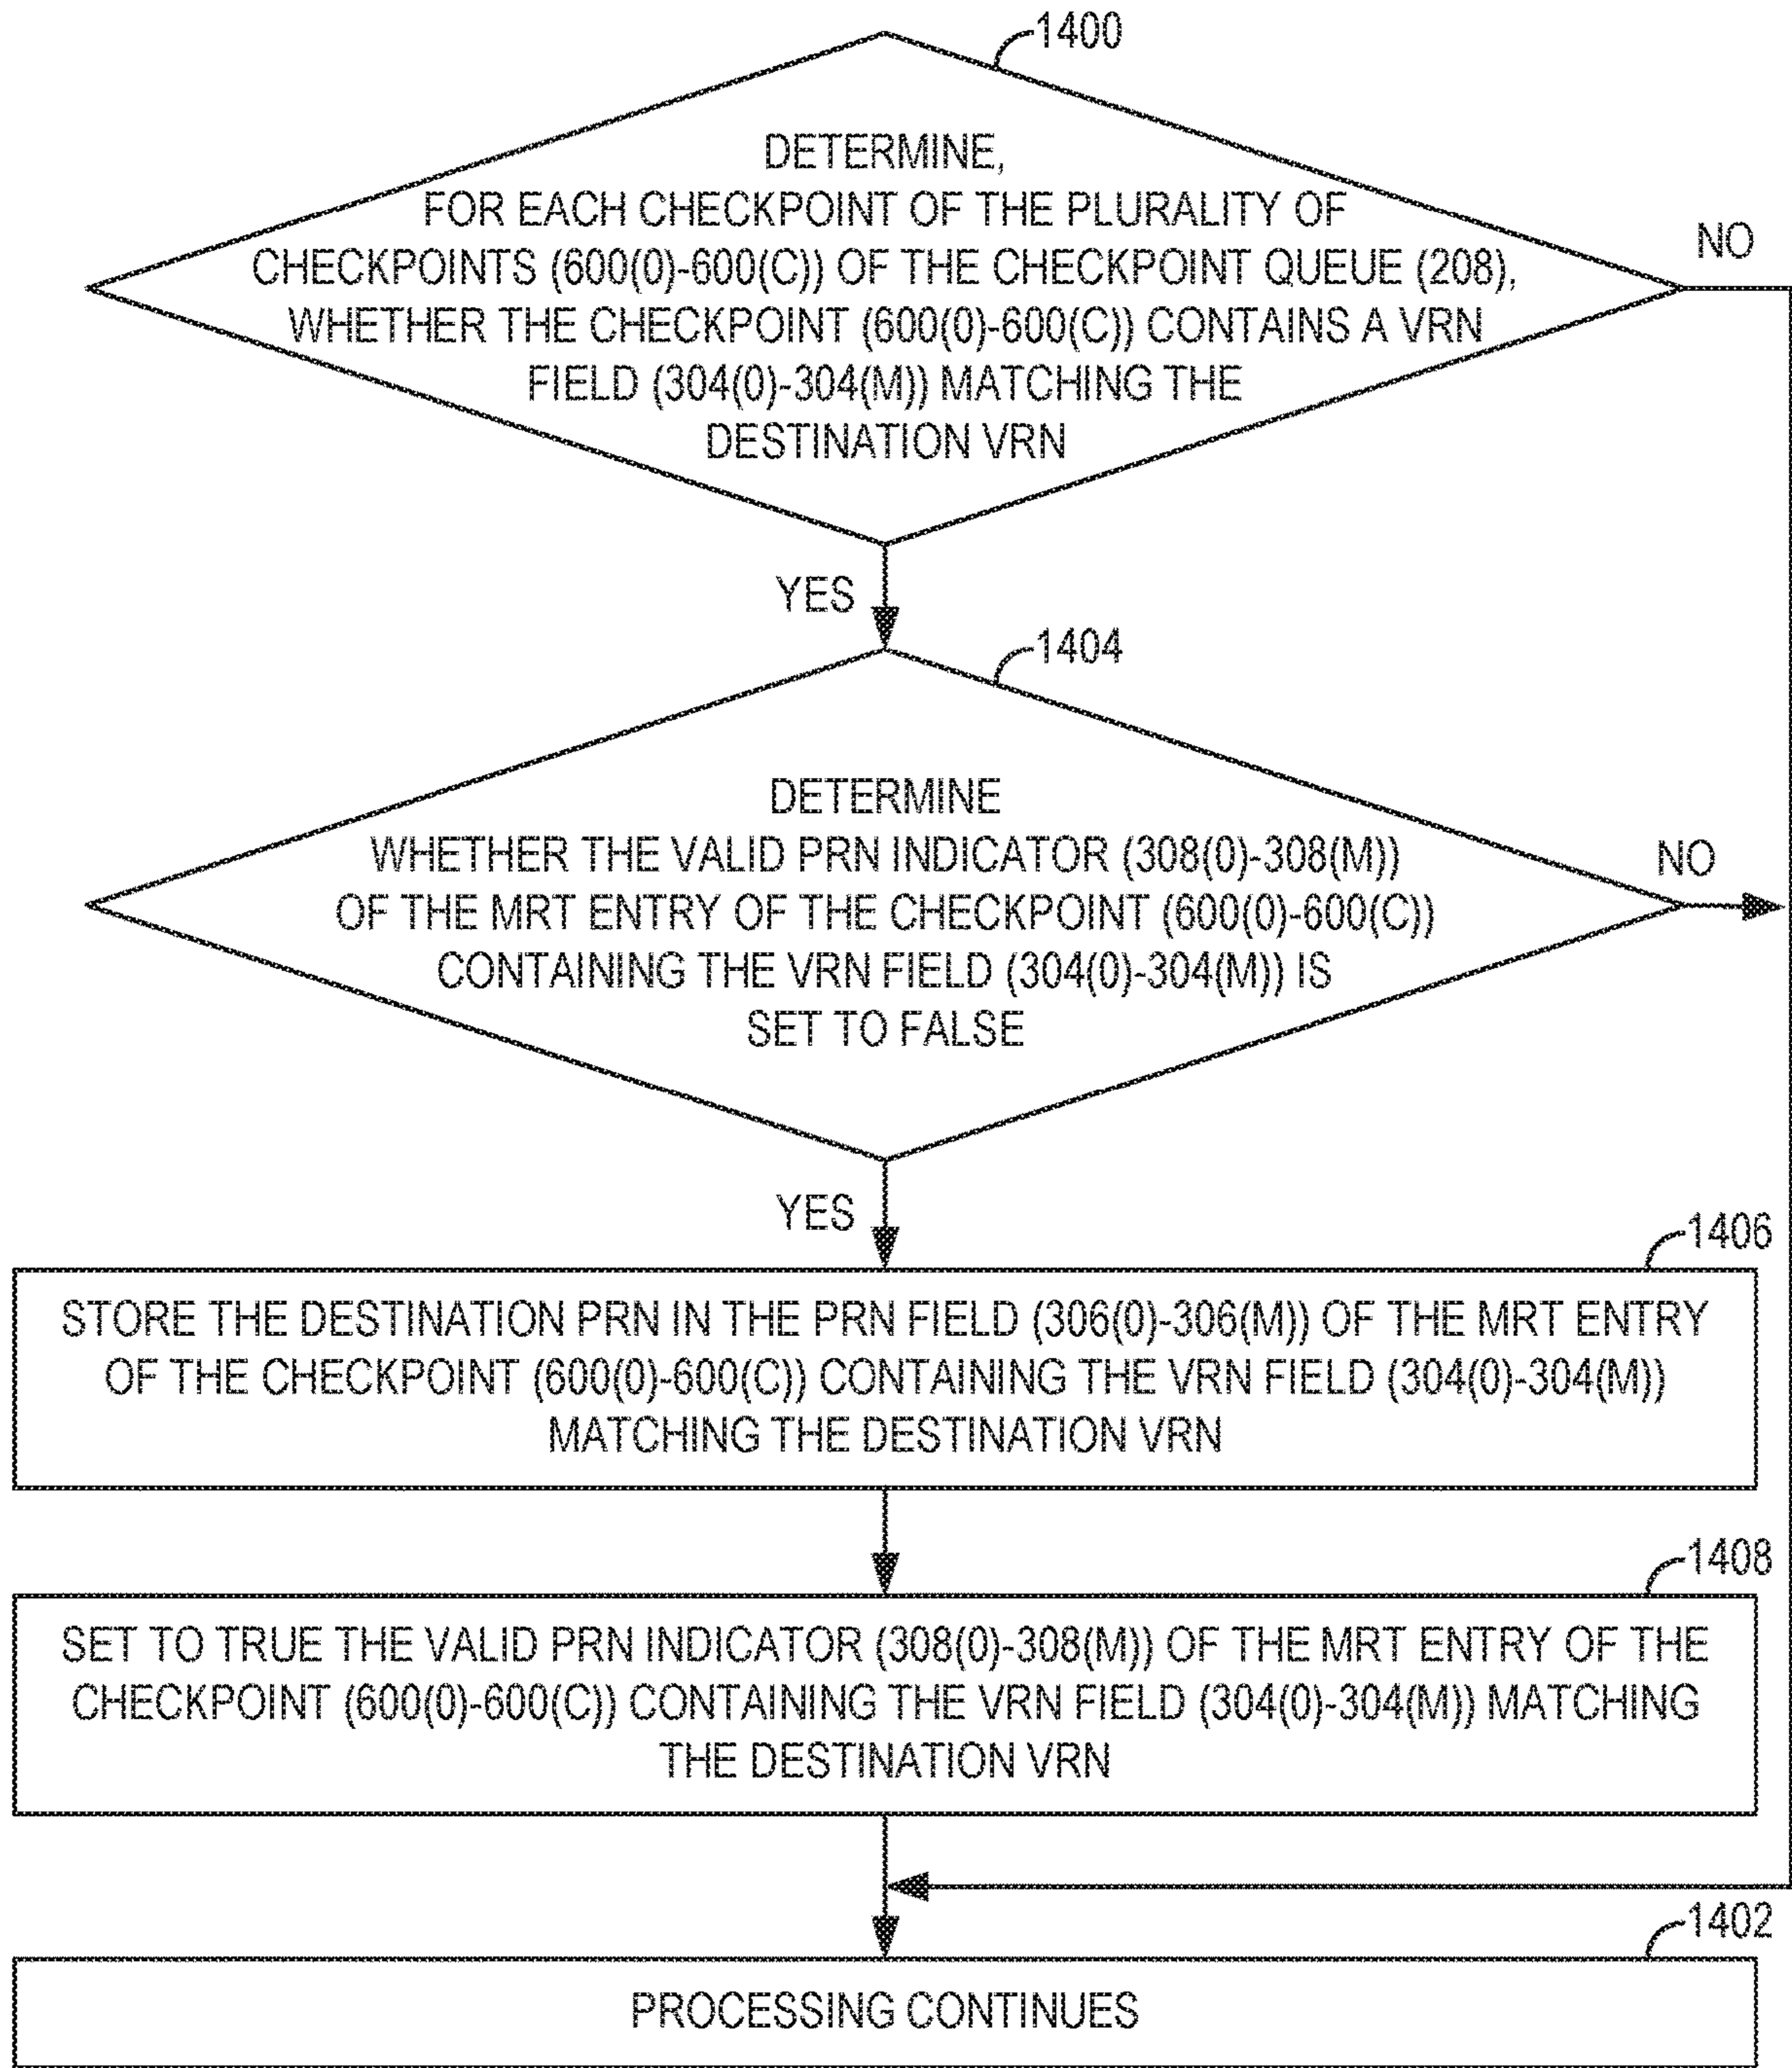 1400
DETERMINE,
FOR EACH CHECKPOINT OF THE PLURALITY OF
CHECKPOINTS (600(0)-600(C)) OF THE CHECKPOINT QUEUE (208),
WHETHER THE CHECKPOINT (600(0)-600(C)) CONTAINS A VRN
FIELD (304(0)-304(M)) MATCHING THE
DESTINATION VRN
NO
YES
1404
DETERMINE
WHETHER THE VALID PRN INDICATOR (308(0)-308(M))
OF THE MRT ENTRY OF THE CHECKPOINT (600(0)-600(C))
CONTAINING THE VRN FIELD (304(0)-304(M)) IS
SET TO FALSE
NO
YES
1406
STORE THE DESTINATION PRN IN THE PRN FIELD (306(0)-306(M)) OF THE MRT ENTRY
OF THE CHECKPOINT (600(0)-600(C)) CONTAINING THE VRN FIELD (304(0)-304(M))
MATCHING THE DESTINATION VRN
1408
SET TO TRUE THE VALID PRN INDICATOR (308(0)-308(M)) OF THE MRT ENTRY OF THE
CHECKPOINT (600(0)-600(C)) CONTAINING THE VRN FIELD (304(0)-304(M)) MATCHING
THE DESTINATION VRN
1402
PROCESSING CONTINUES